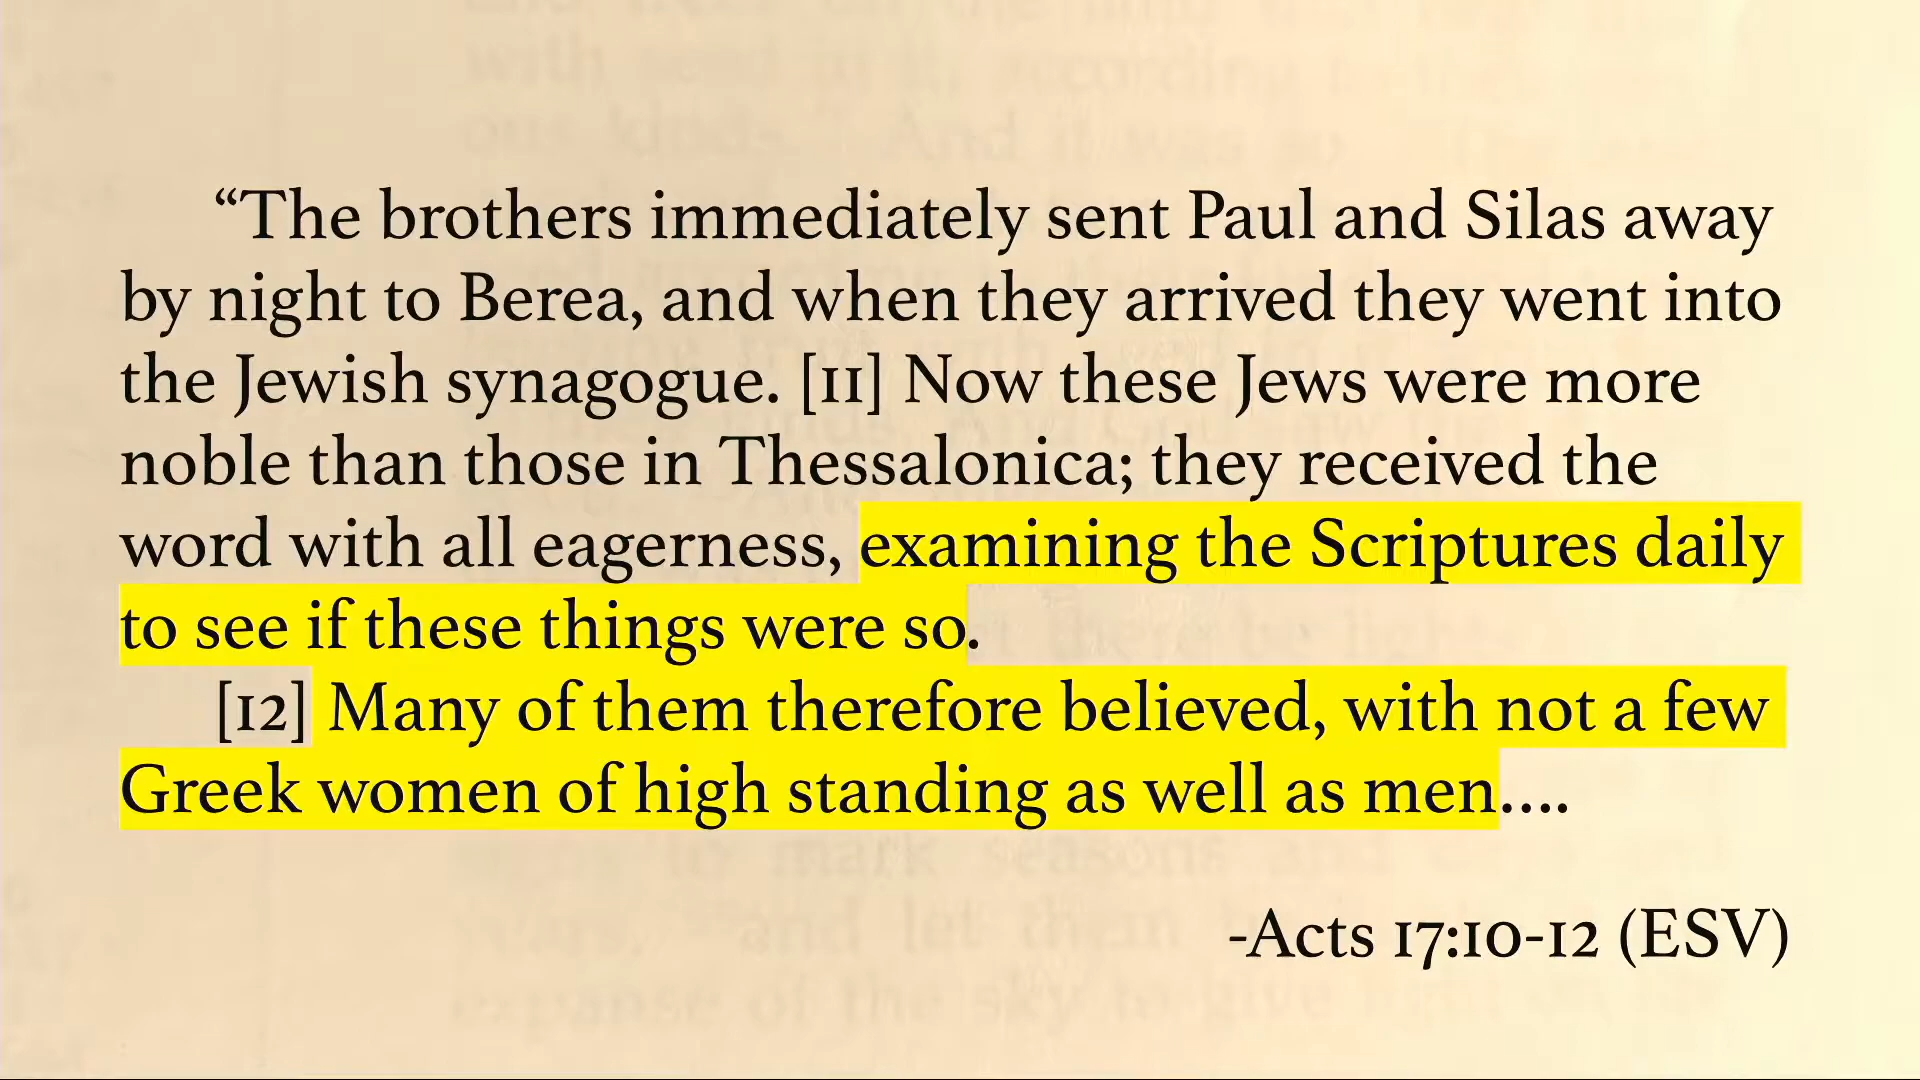 “The brothers immediately sent Paul and Silas away
by night to Berea, and when they arrived they went into
the Jewish synagogue. [11] Now these Jews were more
noble than those in Thessalonica; they received the
word with all eagerness, examining the Scriptures daily
to see if these things were so.
[12] Many of them therefore believed, with not a few
Greek women of high standing as well as men....
-Acts 17:10-12 (ESV)